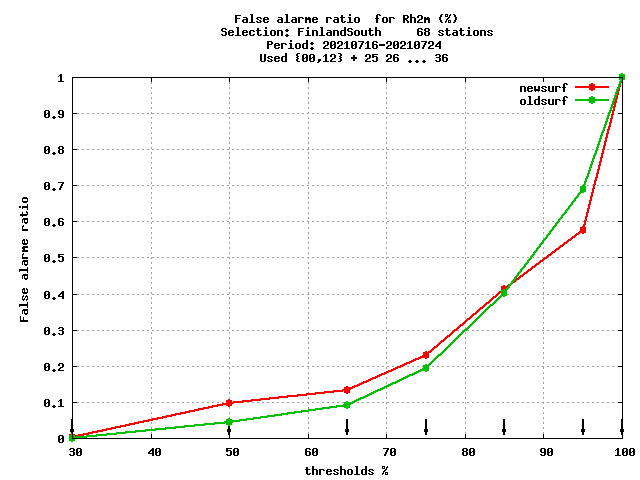 False alarme ratio  for Rh2m (%)
Selection: FinlandSouth     68 stations
Period: 20210716-20210724
Used {00,12} + 25 26 ... 36
newsurf
oldsurf
1
0.9
0.8
0.7
0.6
0.5
0.4
0.3
0.2
0.1
0
False alarme ratio
30 40 50 60 70 80 90 100
thresholds %